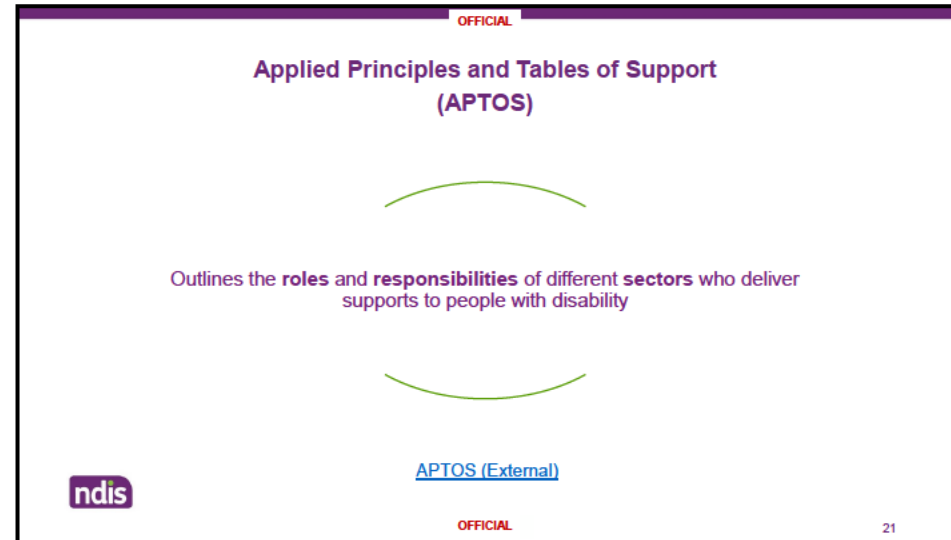 OFFICIAL
Applied Principles and Tables of Support
(APTOS)
Outlines the roles and responsibilities of different sectors who deliver
supports to people with disability
APTOS (External)
ndis
OFFICIAL
21